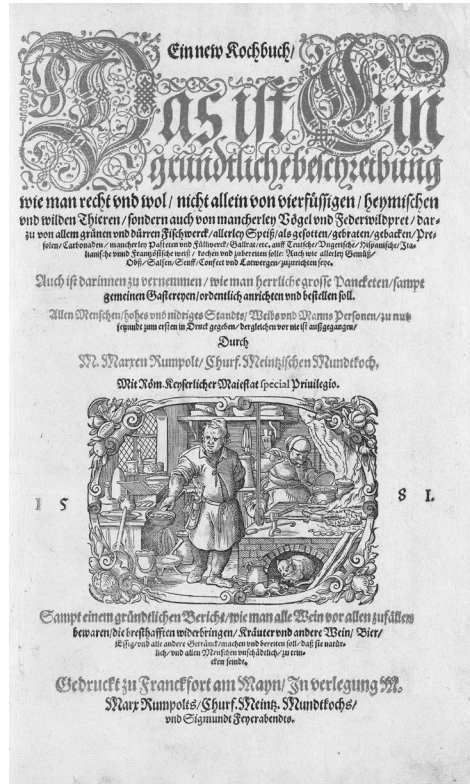 Ein new Kochbuch/
Das ist Ein
gründtliche beschreibung
wie man recht vnd wol/ nicht allein von vierfüssigen/ heymischen
vnd wilden Thieren/ sondern auch von mancherley Vögel vnd Federwildpret/ dar-
zu von allem grünen vnd dürren Fischwerck/ allerley Speiß/ als gesotten/ gebraten/ gebacken/ Pre-
solen/ Carbonaden/ mancherley Pasteten vnd Füllwerck/ Gallrat/ etc. auff Teutsche/ Vngerische/ Hispanische/ Ita-
lianische vnnd Frantzösische weiß/ kochen vnd zubereiten solle: Auch wie allerley Gemüß/
Obß/ Salsen/ Senff/ Confect vnd Latwergen/ zuzurichten seye.
Auch ist darinnen zu vernemmen/ wie man herrliche grosse Pancketen/ sampt
gemeinen Gastereyen/ ordentlich anrichten vnd bestellen soll.
Allen Menschen/ hohes vnd nidriges Standts/ Weibs vnd Manns Personen/ zu nutz
jetzundt zum ersten in Druck gegeben/ dergleichen vor nie ist außgegangen/
Durch
M. Marxen Rumpolt/ Churf. Meintzischen Mundtkoch.
Mit Röm. Keyserlicher Maiestat special Priuilegio.
1 5 8 1.
Sampt einem gründtlichen Bericht/ wie man alle Wein vor allen zufällen
bewaren/ die bresthafften widerbringen/ Kräuter vnd andere Wein/ Bier/
Essig/ vnd alle andere Getränck/ machen vnd bereiten soll/ daß sie natür-
lich/ vnd allen Menschen vnschädtlich/ zu trin-
cken seindt.
Gedruckt zu Franckfort am Mayn/ In verlegung M.
Marx Rumpolts/ Churf. Meintz. Mundtkochs/
vnd Sigmundt Feyerabendts.